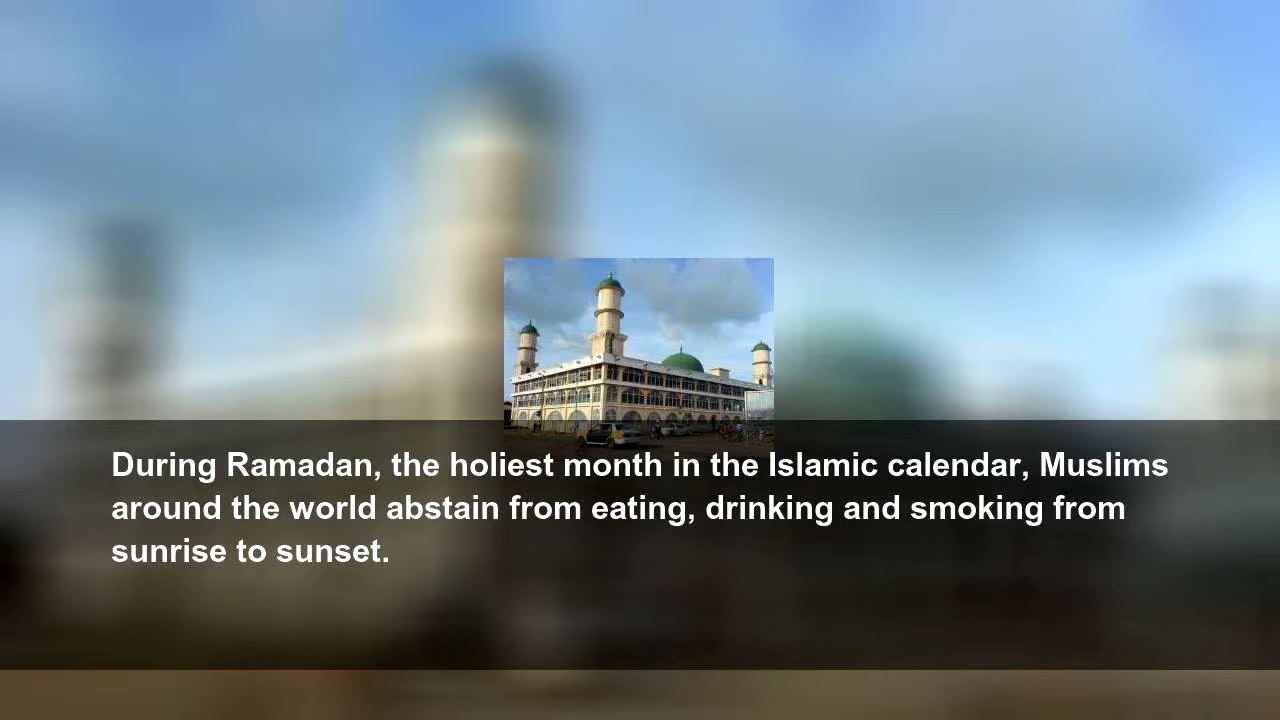 During Ramadan, the holiest month in the Islamic calendar, Muslims
around the world abstain from eating, drinking and smoking from
sunrise to sunset.